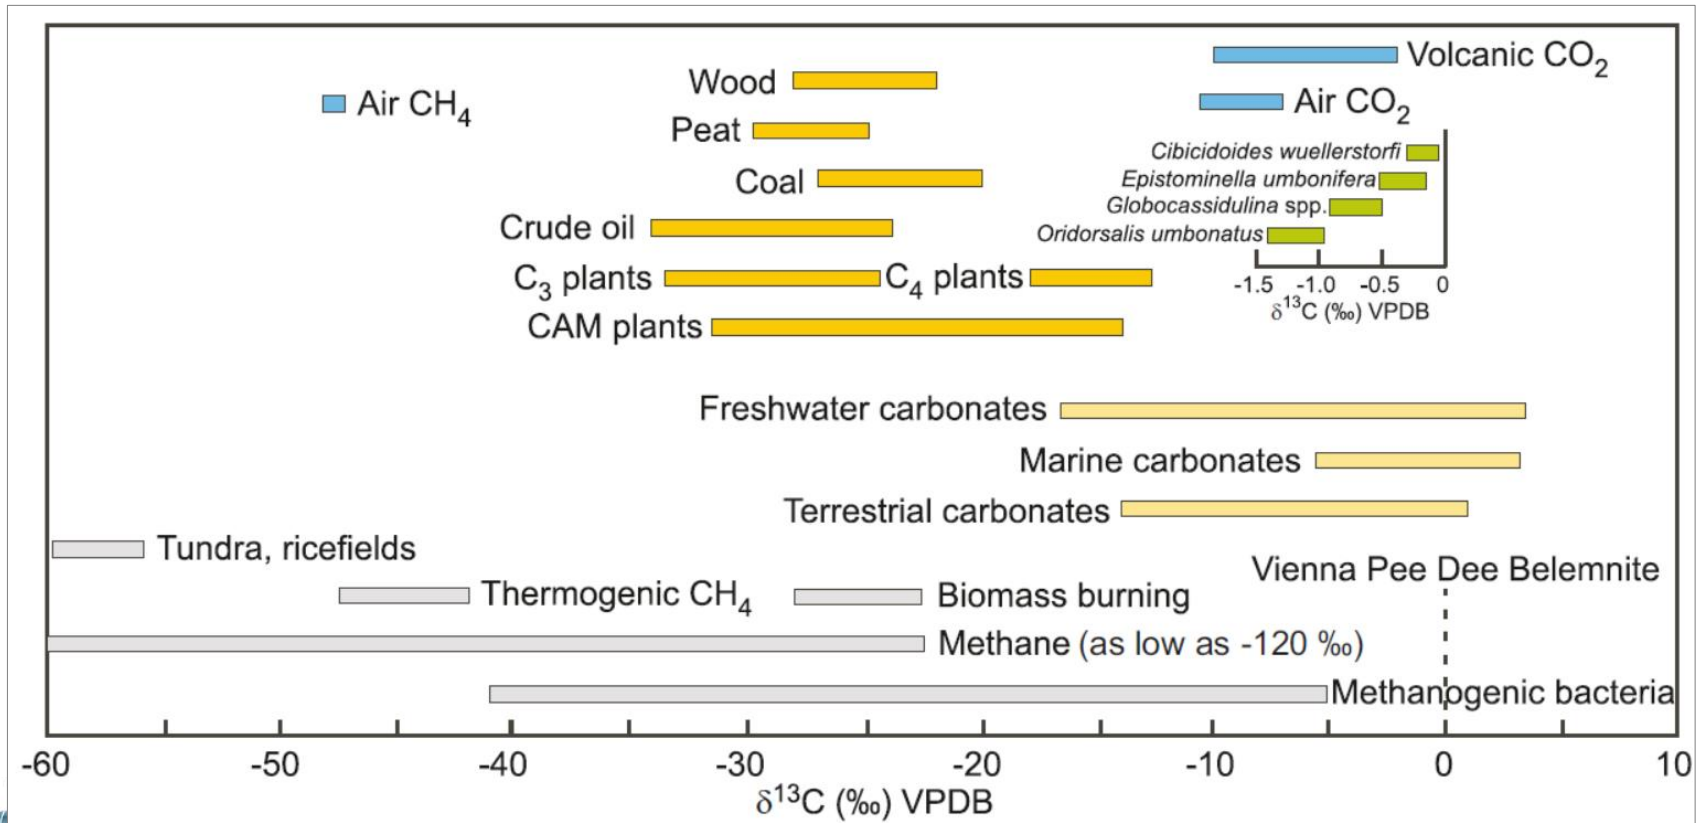 Volcanic CO₂
Wood
Air CH₄
Air CO₂
Peat
Cibicidoides wuellerstorfi
Coal
Epistominella umbonifera
Globocassidulina spp.
Crude oil
Oridorsalis umbonatus
C₃ plants
C₄ plants
-1.5 -1.0 -0.5 0
δ¹³C (‰) VPDB
CAM plants
Freshwater carbonates
Marine carbonates
Terrestrial carbonates
Tundra, ricefields
Vienna Pee Dee Belemnite
Thermogenic CH₄
Biomass burning
Methane (as low as -120 ‰)
Methanogenic bacteria
-60 -50 -40 -30 -20 -10 0 10
δ¹³C (‰) VPDB